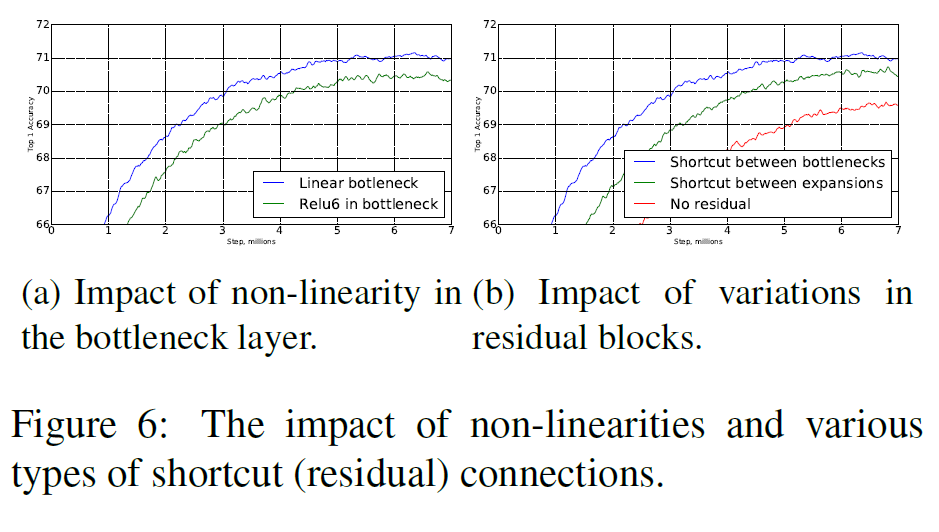 72
71
70
69
68
67
66
0
1
2
3
4
5
6
7
Top 1 Accuracy
Step, millions
Linear botleneck
Relu6 in bottleneck
72
71
70
69
68
67
66
0
1
2
3
4
5
6
7
Top 1 Accuracy
Step, millions
Shortcut between bottlenecks
Shortcut between expansions
No residual
(a) Impact of non-linearity in
the bottleneck layer.
(b) Impact of variations in
residual blocks.
Figure 6: The impact of non-linearities and various
types of shortcut (residual) connections.